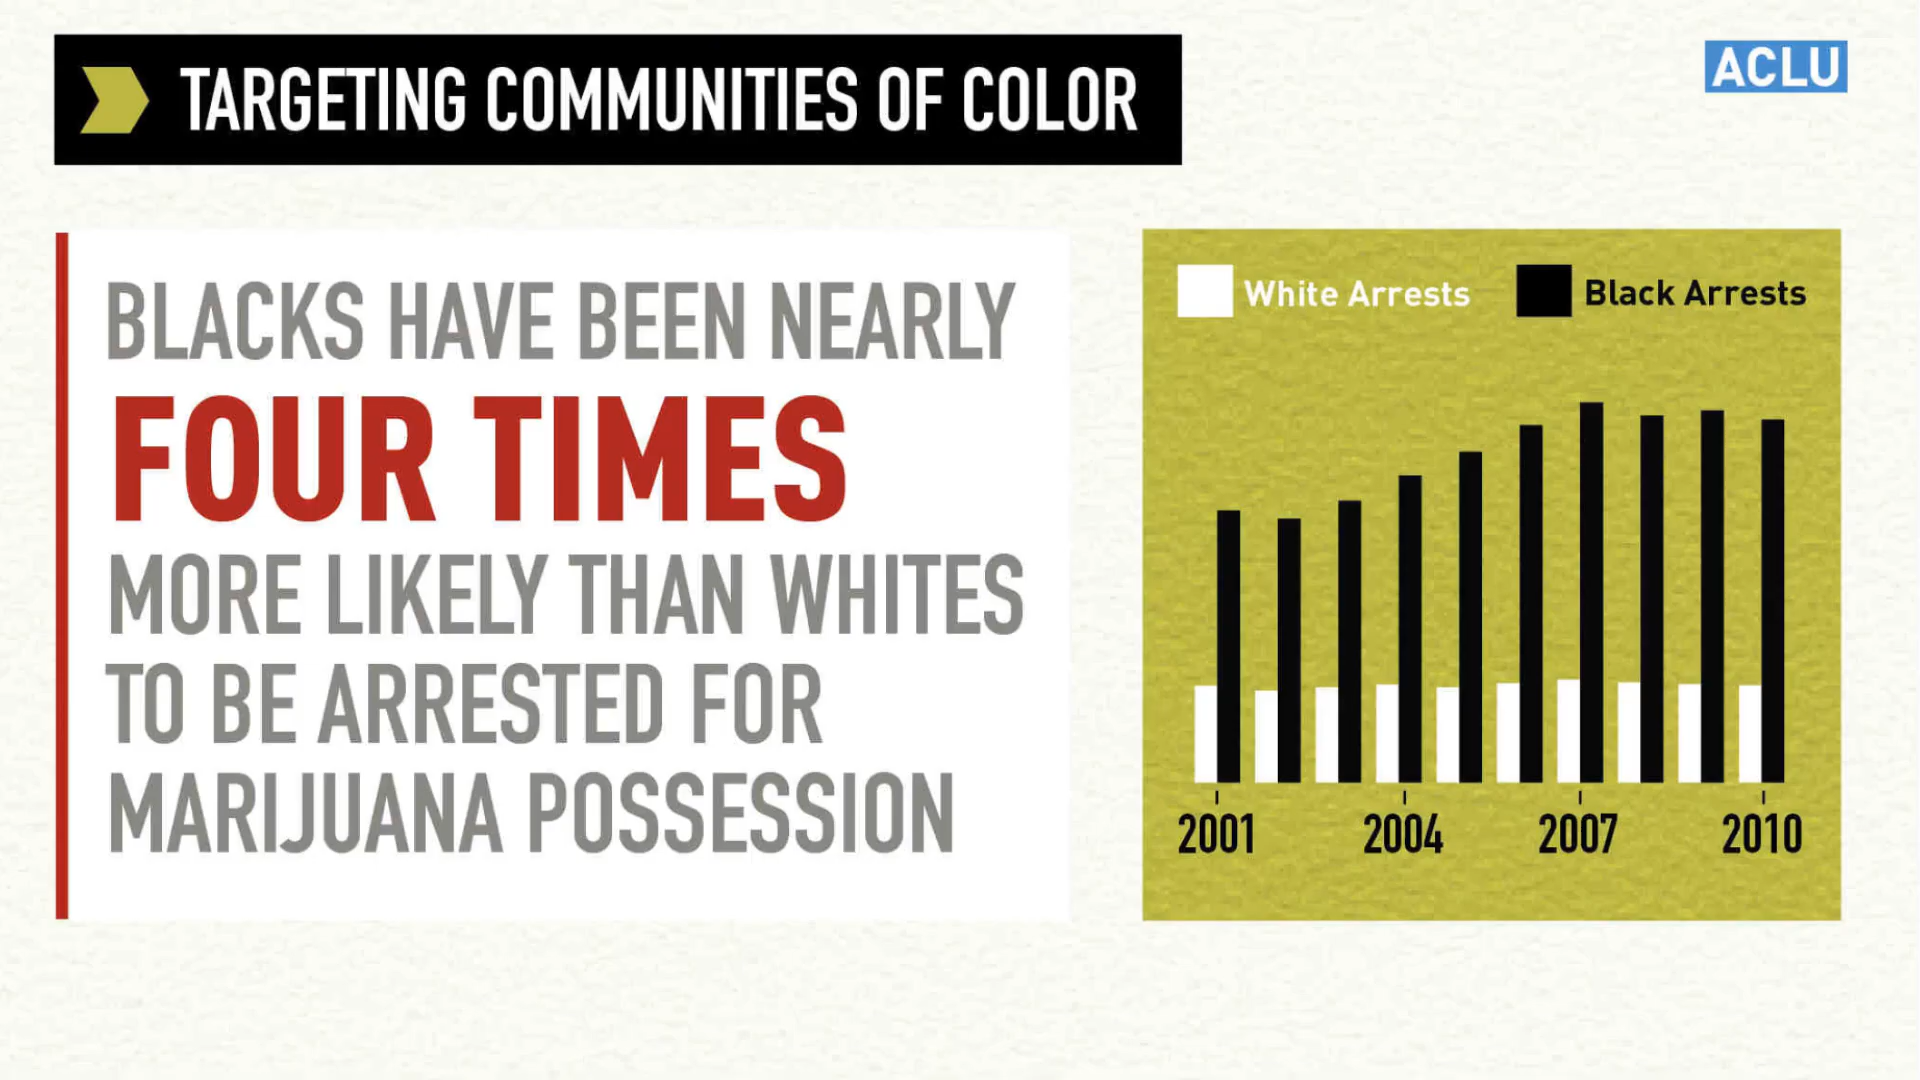 TARGETING COMMUNITIES OF COLOR
ACLU
BLACKS HAVE BEEN NEARLY
FOUR TIMES
MORE LIKELY THAN WHITES
TO BE ARRESTED FOR
MARIJUANA POSSESSION
White Arrests
Black Arrests
2001 2004 2007 2010